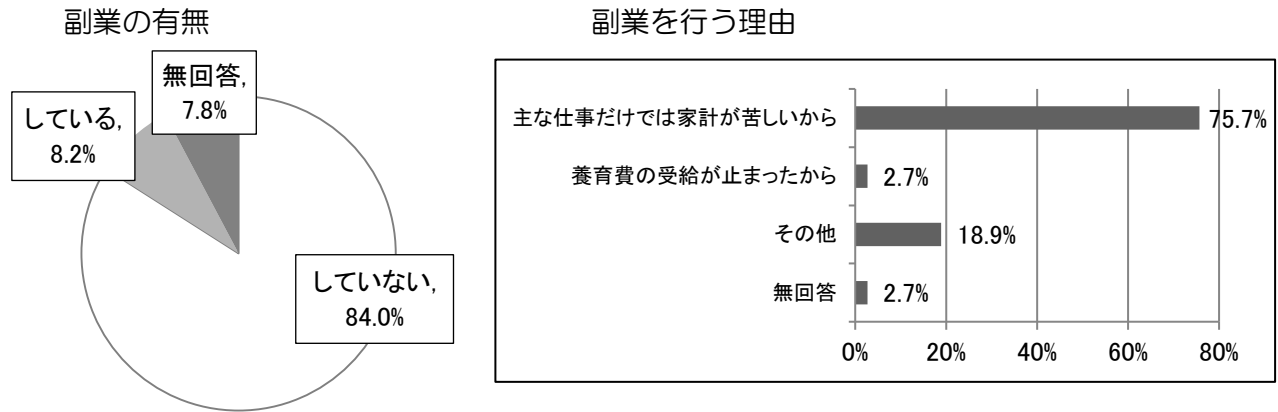 副業の有無
無回答,
7.8%
している,
8.2%
していない,
84.0%
副業を行う理由
主な仕事だけでは家計が苦しいから
75.7%
養育費の受給が止まったから
2.7%
その他
18.9%
無回答
2.7%
0%
20%
40%
60%
80%